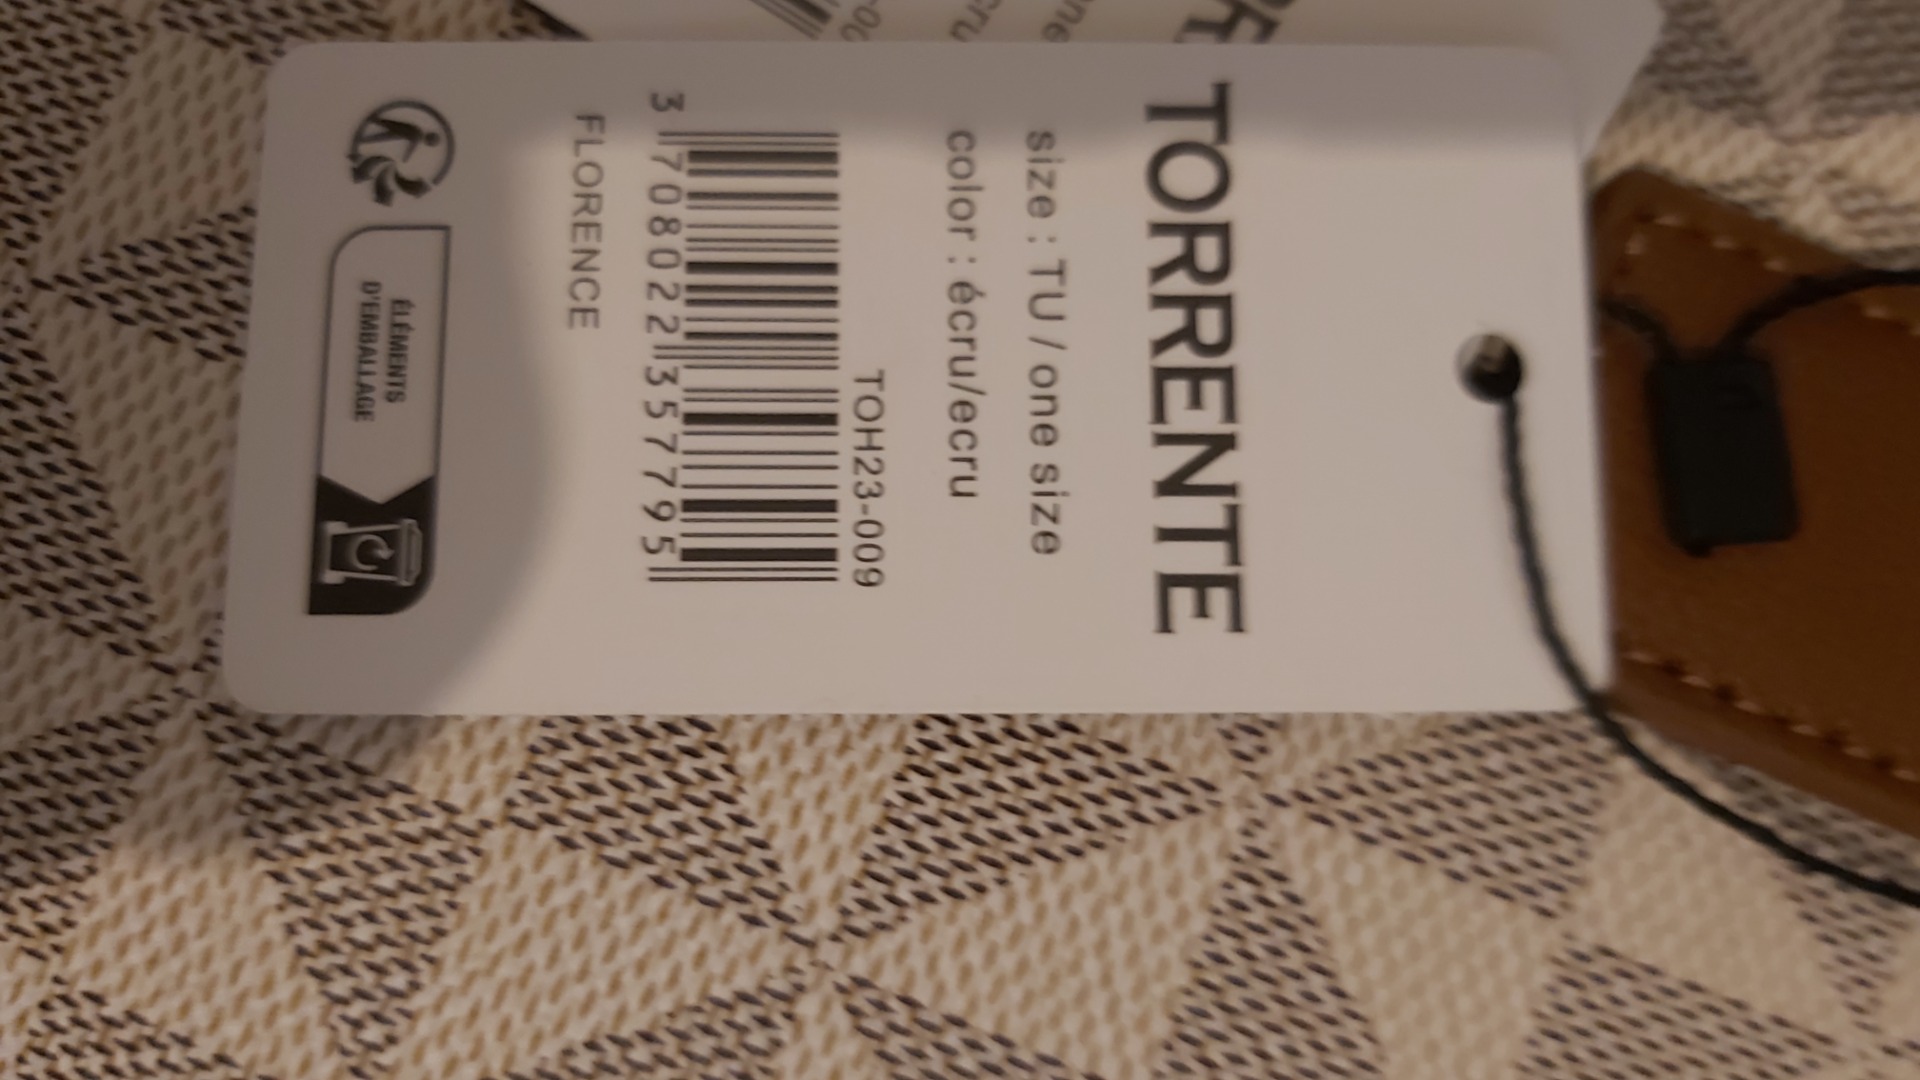 TORRENTE
size : TU / one size
color : écru/ecru
TOH23-009
3 708022 357795
FLORENCE
ÉLÉMENTS
D'EMBALLAGE